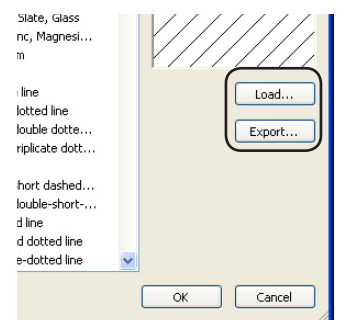 Slate, Glass
nc, Magnesi...
m
line
lotted line
louble dotte...
riplicate dott...
hort dashed...
louble-short-...
d line
d dotted line
e-dotted line
Load...
Export...
OK
Cancel